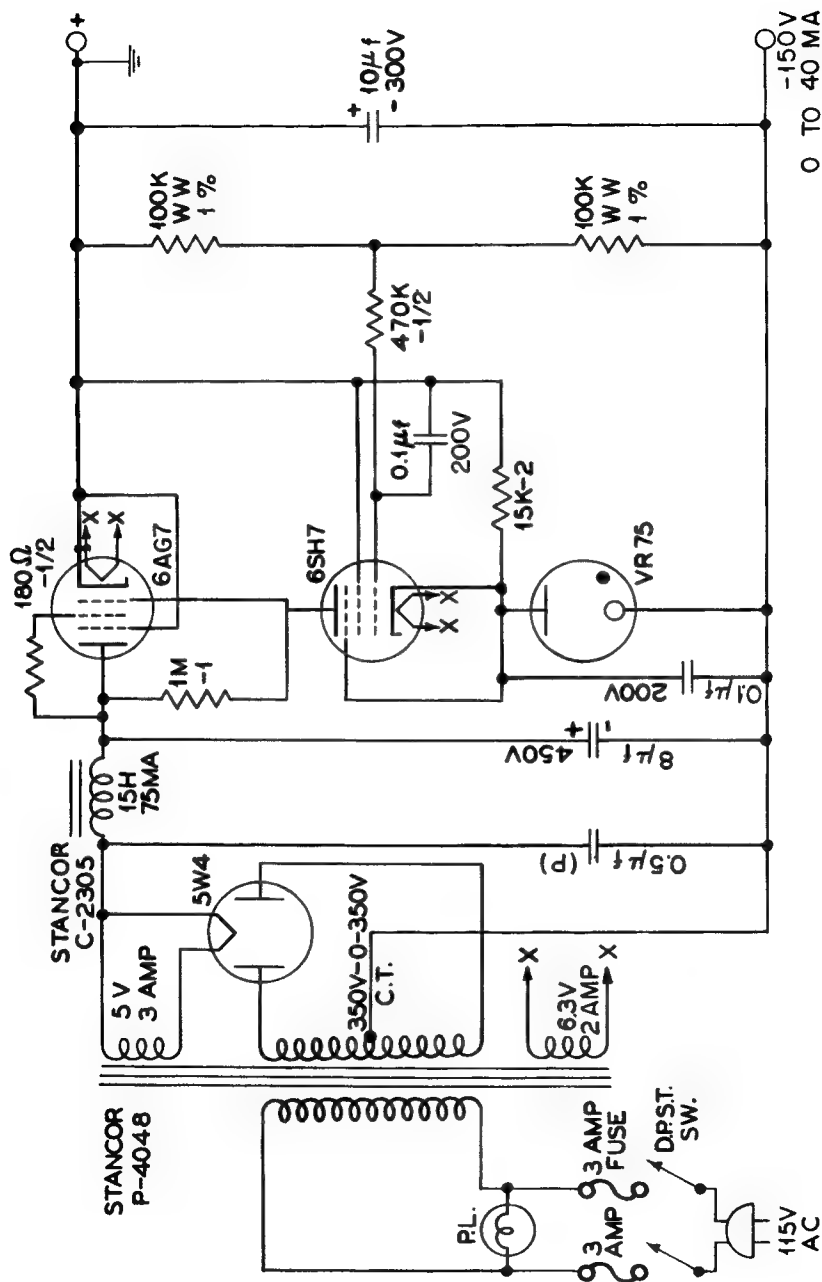 115V
AC
D.P.S.T.
SW.
3 AMP
FUSE
3
AMP
P.L.
STANCOR
P-4048
5 V
3 AMP
5W4
350V-0-350V
C.T.
6.3V
2 AMP
X
X
STANCOR
C-2305
15H
75MA
0.5µf
(P)
8µf
450V
+
-
0.1µf
200V
1M
-1
180Ω
-1/2
6AG7
X
X
6SH7
X
X
VR75
15K-2
0.1µf
200V
470K
-1/2
100K
WW
1%
100K
WW
1%
+
10µf
-300V
+
-150V
0 TO 40 MA